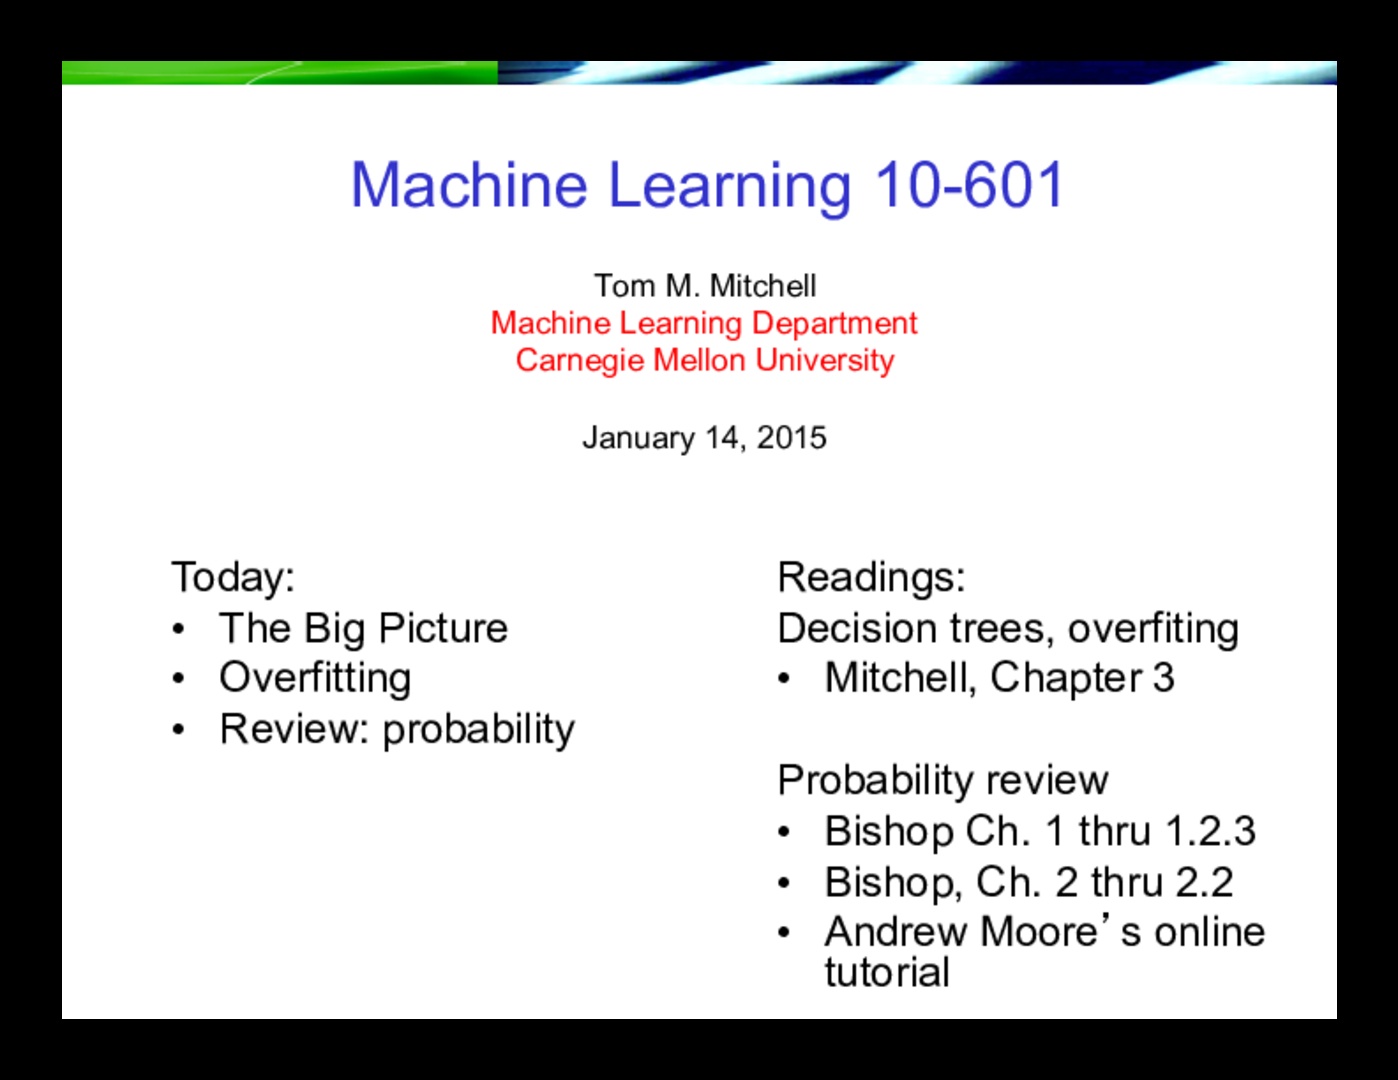 Machine Learning 10-601
Tom M. Mitchell
Machine Learning Department
Carnegie Mellon University
January 14, 2015
Today:
• The Big Picture
• Overfitting
• Review: probability
Readings:
Decision trees, overfiting
• Mitchell, Chapter 3
Probability review
• Bishop Ch. 1 thru 1.2.3
• Bishop, Ch. 2 thru 2.2
• Andrew Moore’s online
tutorial